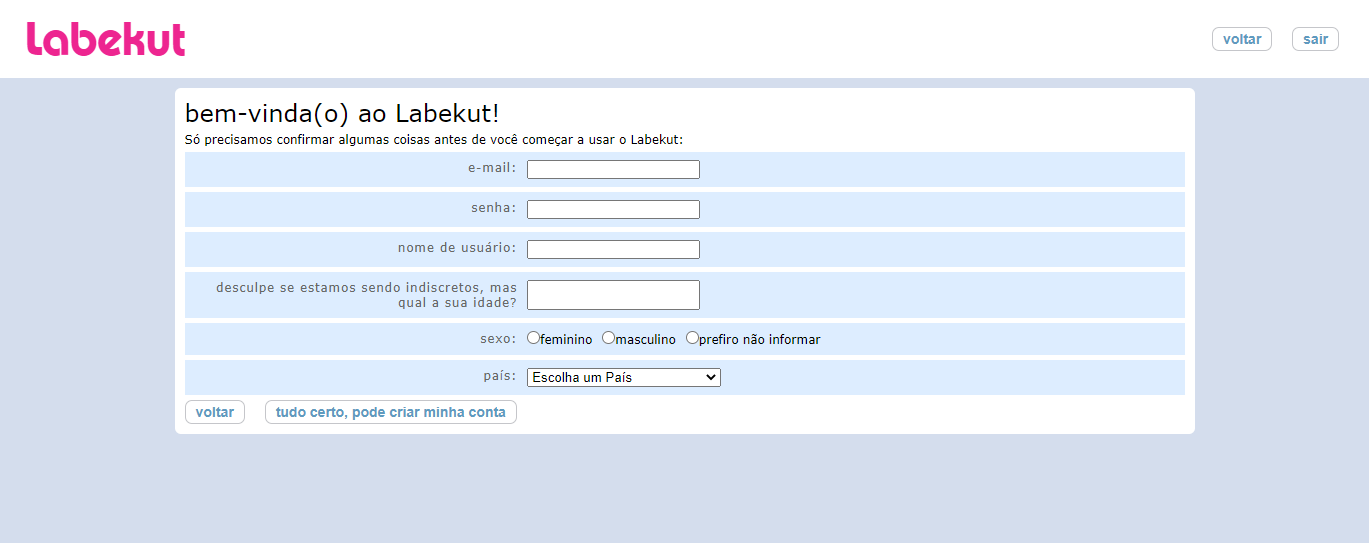 Labekut
voltar sair
bem-vinda(o) ao Labekut!
Só precisamos confirmar algumas coisas antes de você começar a usar o Labekut:
e-mail:
senha:
nome de usuário:
desculpe se estamos sendo indiscretos, mas
qual a sua idade?
sexo: feminino masculino prefiro não informar
país: Escolha um País
voltar tudo certo, pode criar minha conta